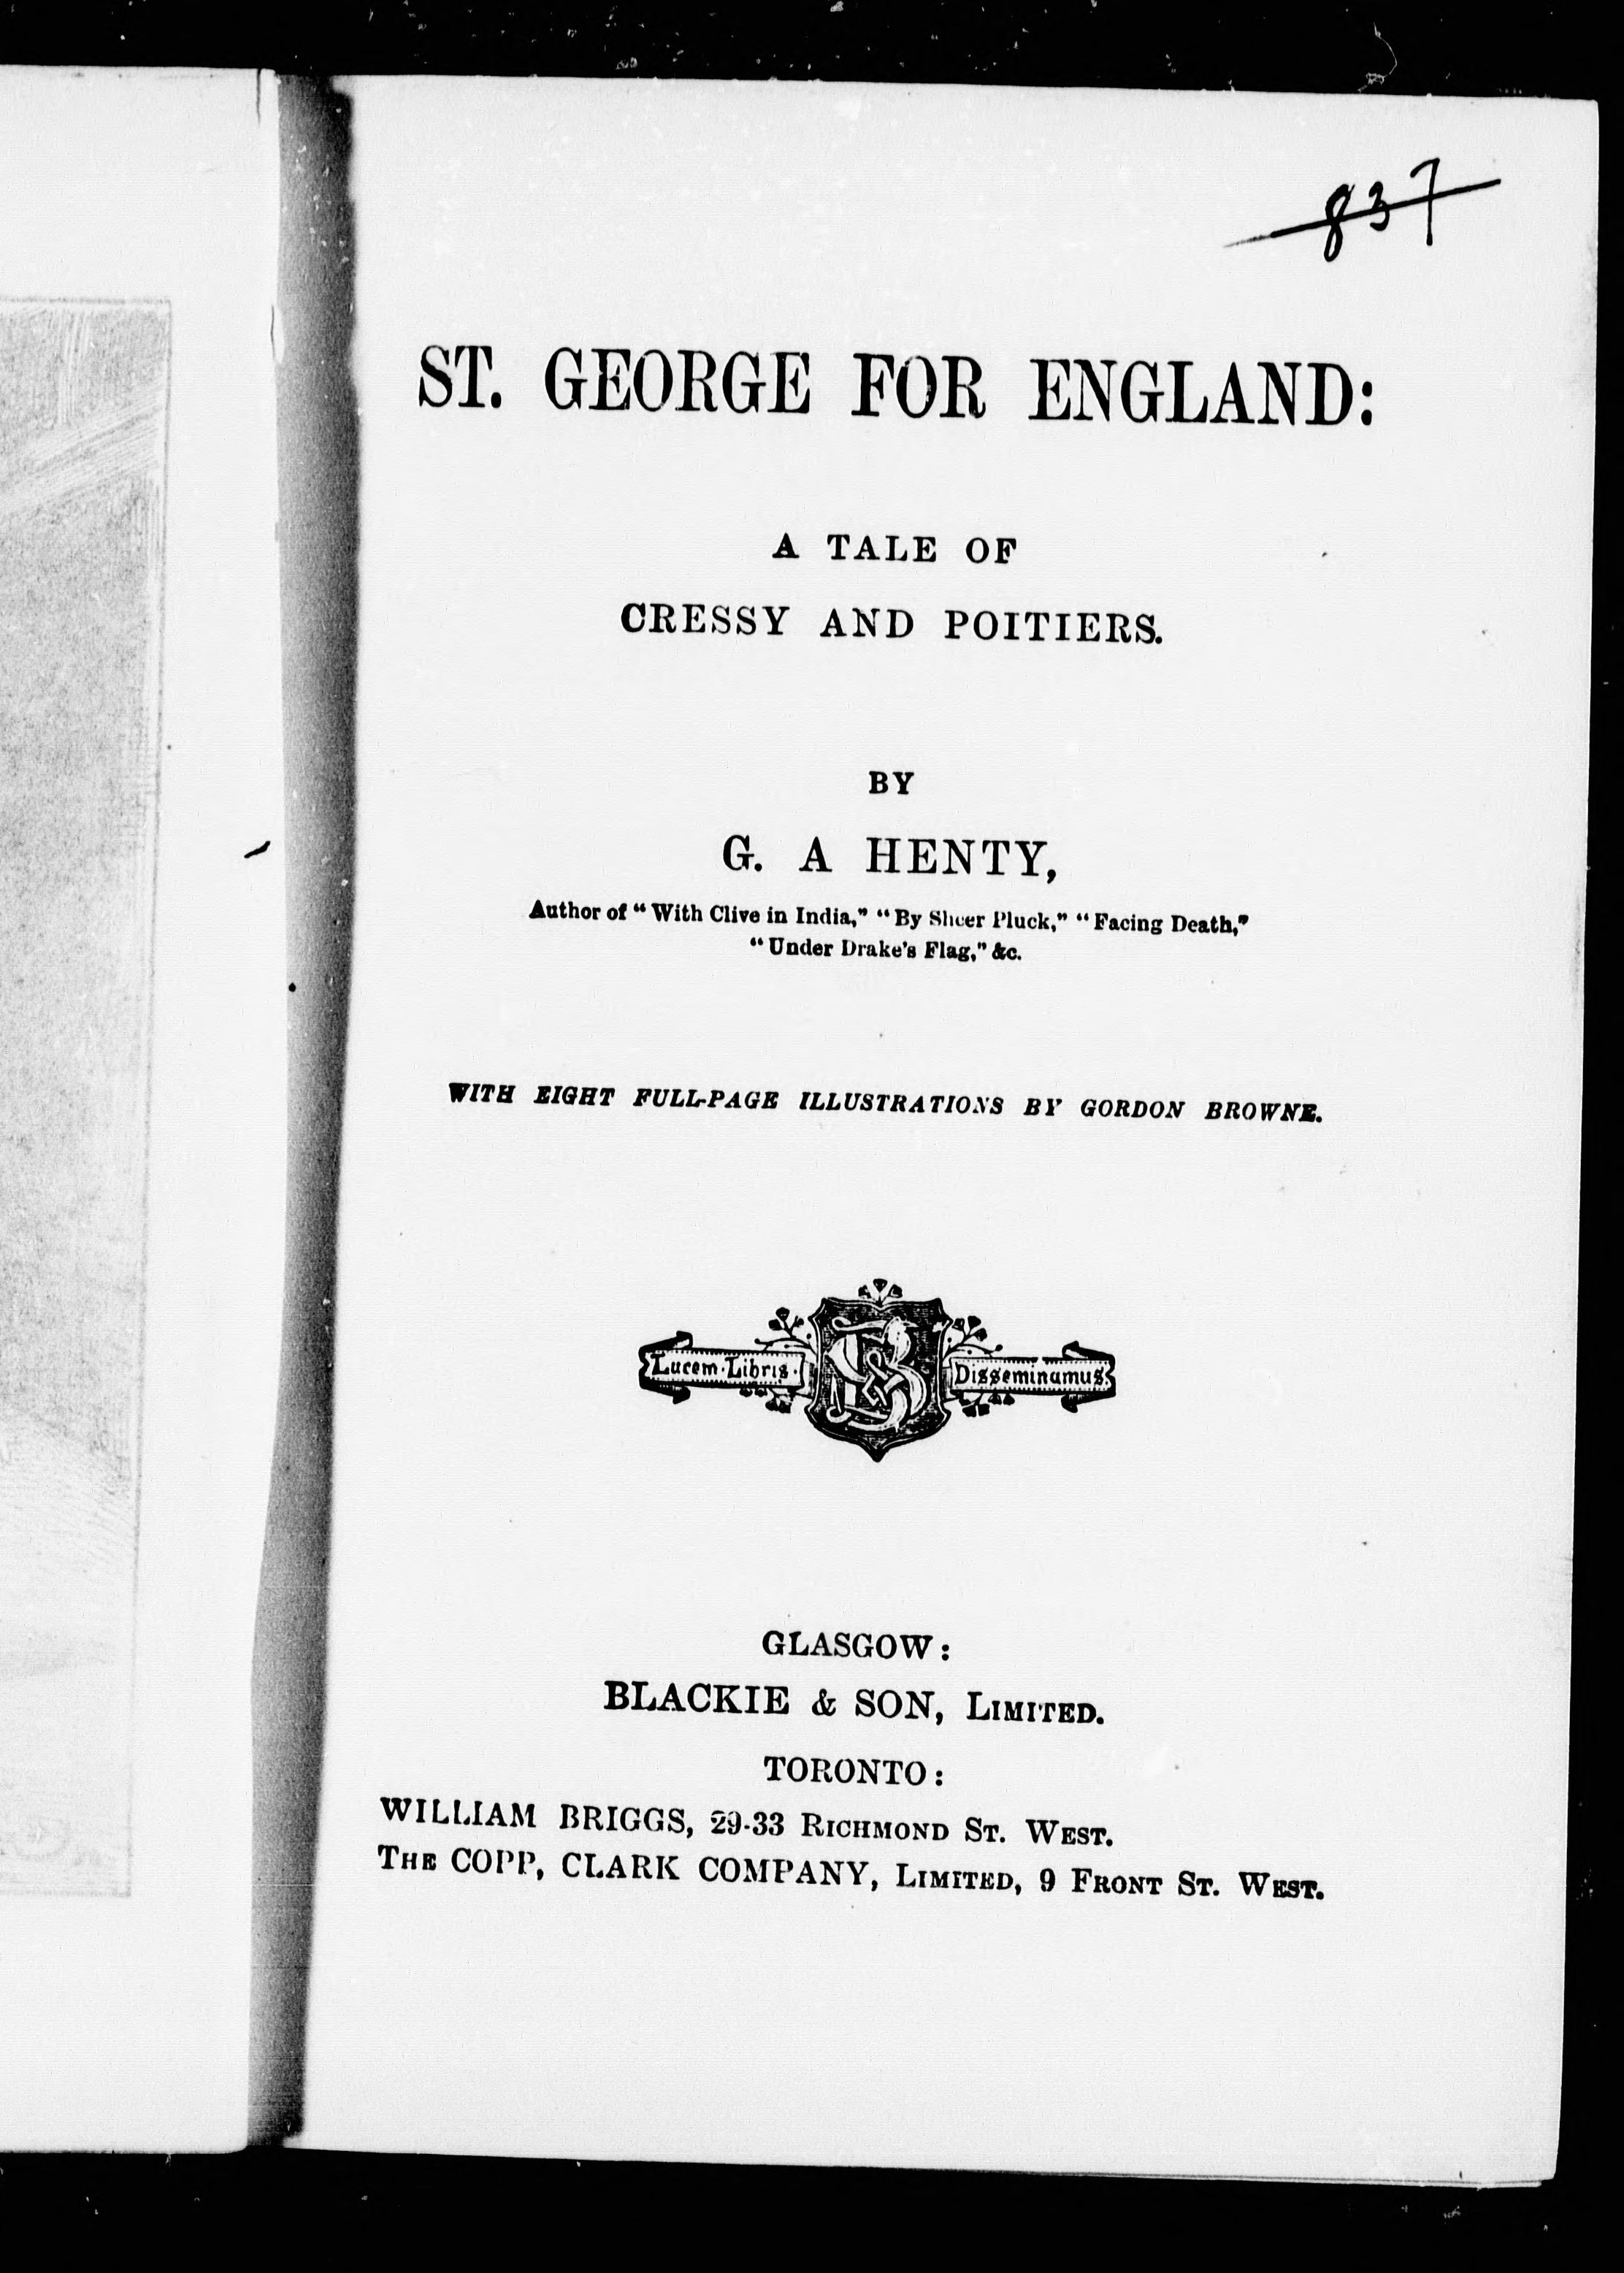 837
ST. GEORGE FOR ENGLAND:
A TALE OF
CRESSY AND POITIERS.
BY
G. A HENTY,
Author of “With Clive in India,” “By Sheer Pluck,” “Facing Death,”
“Under Drake's Flag,” &c.
WITH EIGHT FULL-PAGE ILLUSTRATIONS BY GORDON BROWNE.
Lucem·Libris· Disseminamus·
GLASGOW:
BLACKIE & SON, LIMITED.
TORONTO:
WILLIAM BRIGGS, 29-33 RICHMOND ST. WEST.
THE COPP, CLARK COMPANY, LIMITED, 9 FRONT ST. WEST.